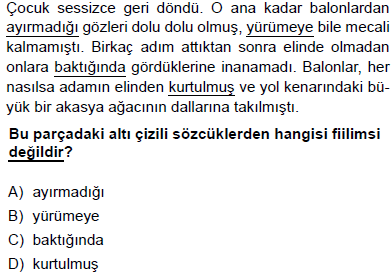 Çocuk sessizce geri döndü. O ana kadar balonlardan
ayırmadığı gözleri dolu dolu olmuş, yürümeye bile mecali
kalmamıştı. Birkaç adım attıktan sonra elinde olmadan
onlara baktığında gördüklerine inanamadı. Balonlar, her
nasılsa adamın elinden kurtulmuş ve yol kenarındaki bü-
yük bir akasya ağacının dallarına takılmıştı.
Bu parçadaki altı çizili sözcüklerden hangisi fiilimsi
değildir?
A) ayırmadığı
B) yürümeye
C) baktığında
D) kurtulmuş